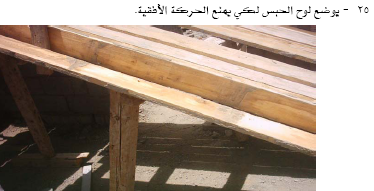 ٢٥ - يوضع لوح الحبس لكي يمنع الحركة الأفقية.